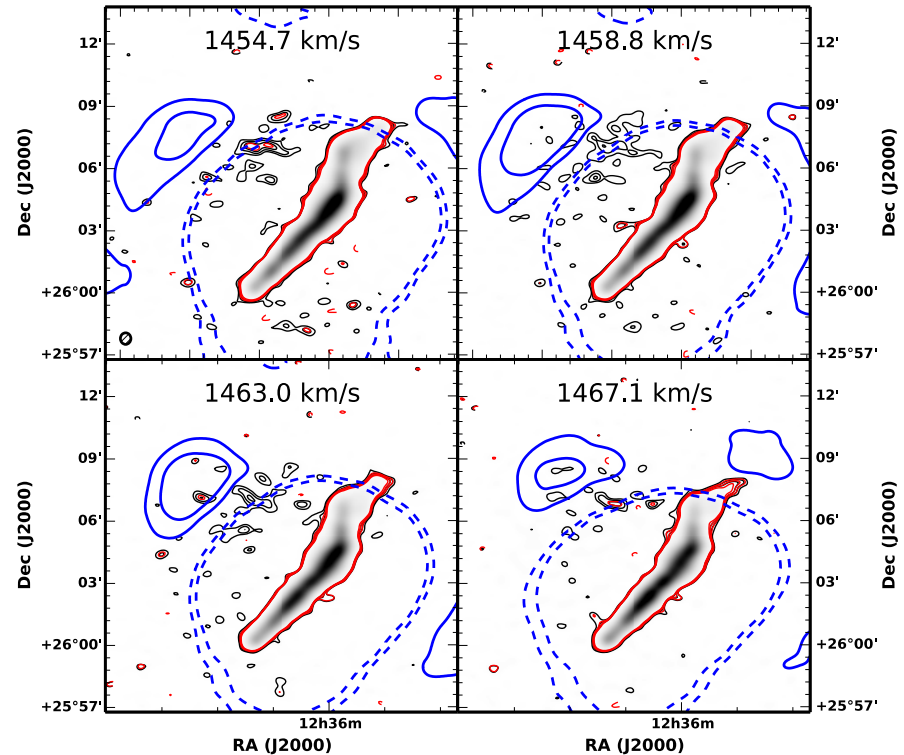 1454.7 km/s
1458.8 km/s
12'
09'
06'
03'
+26°00'
+25°57'
Dec (J2000)
12'
09'
06'
03'
+26°00'
+25°57'
Dec (J2000)
1463.0 km/s
1467.1 km/s
12'
09'
06'
03'
+26°00'
+25°57'
Dec (J2000)
12'
09'
06'
03'
+26°00'
+25°57'
Dec (J2000)
12h36m
12h36m
RA (J2000)
RA (J2000)